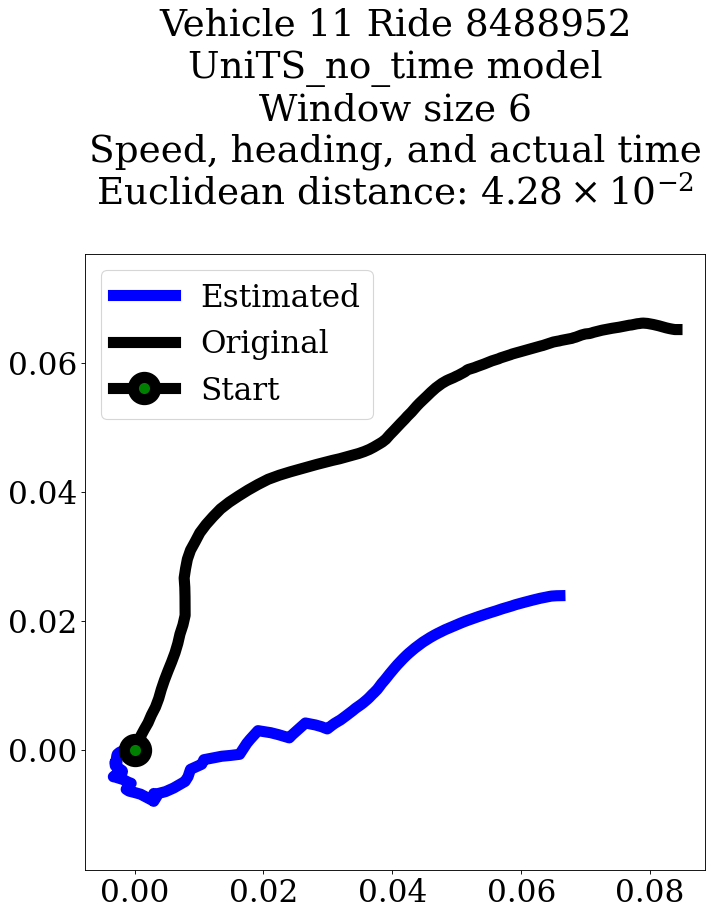 Vehicle 11 Ride 8488952
UniTS_no_time model
Window size 6
Speed, heading, and actual time
Euclidean distance: 4.28 × 10⁻²
Estimated
Original
Start
0.06
0.04
0.02
0.00
0.00 0.02 0.04 0.06 0.08